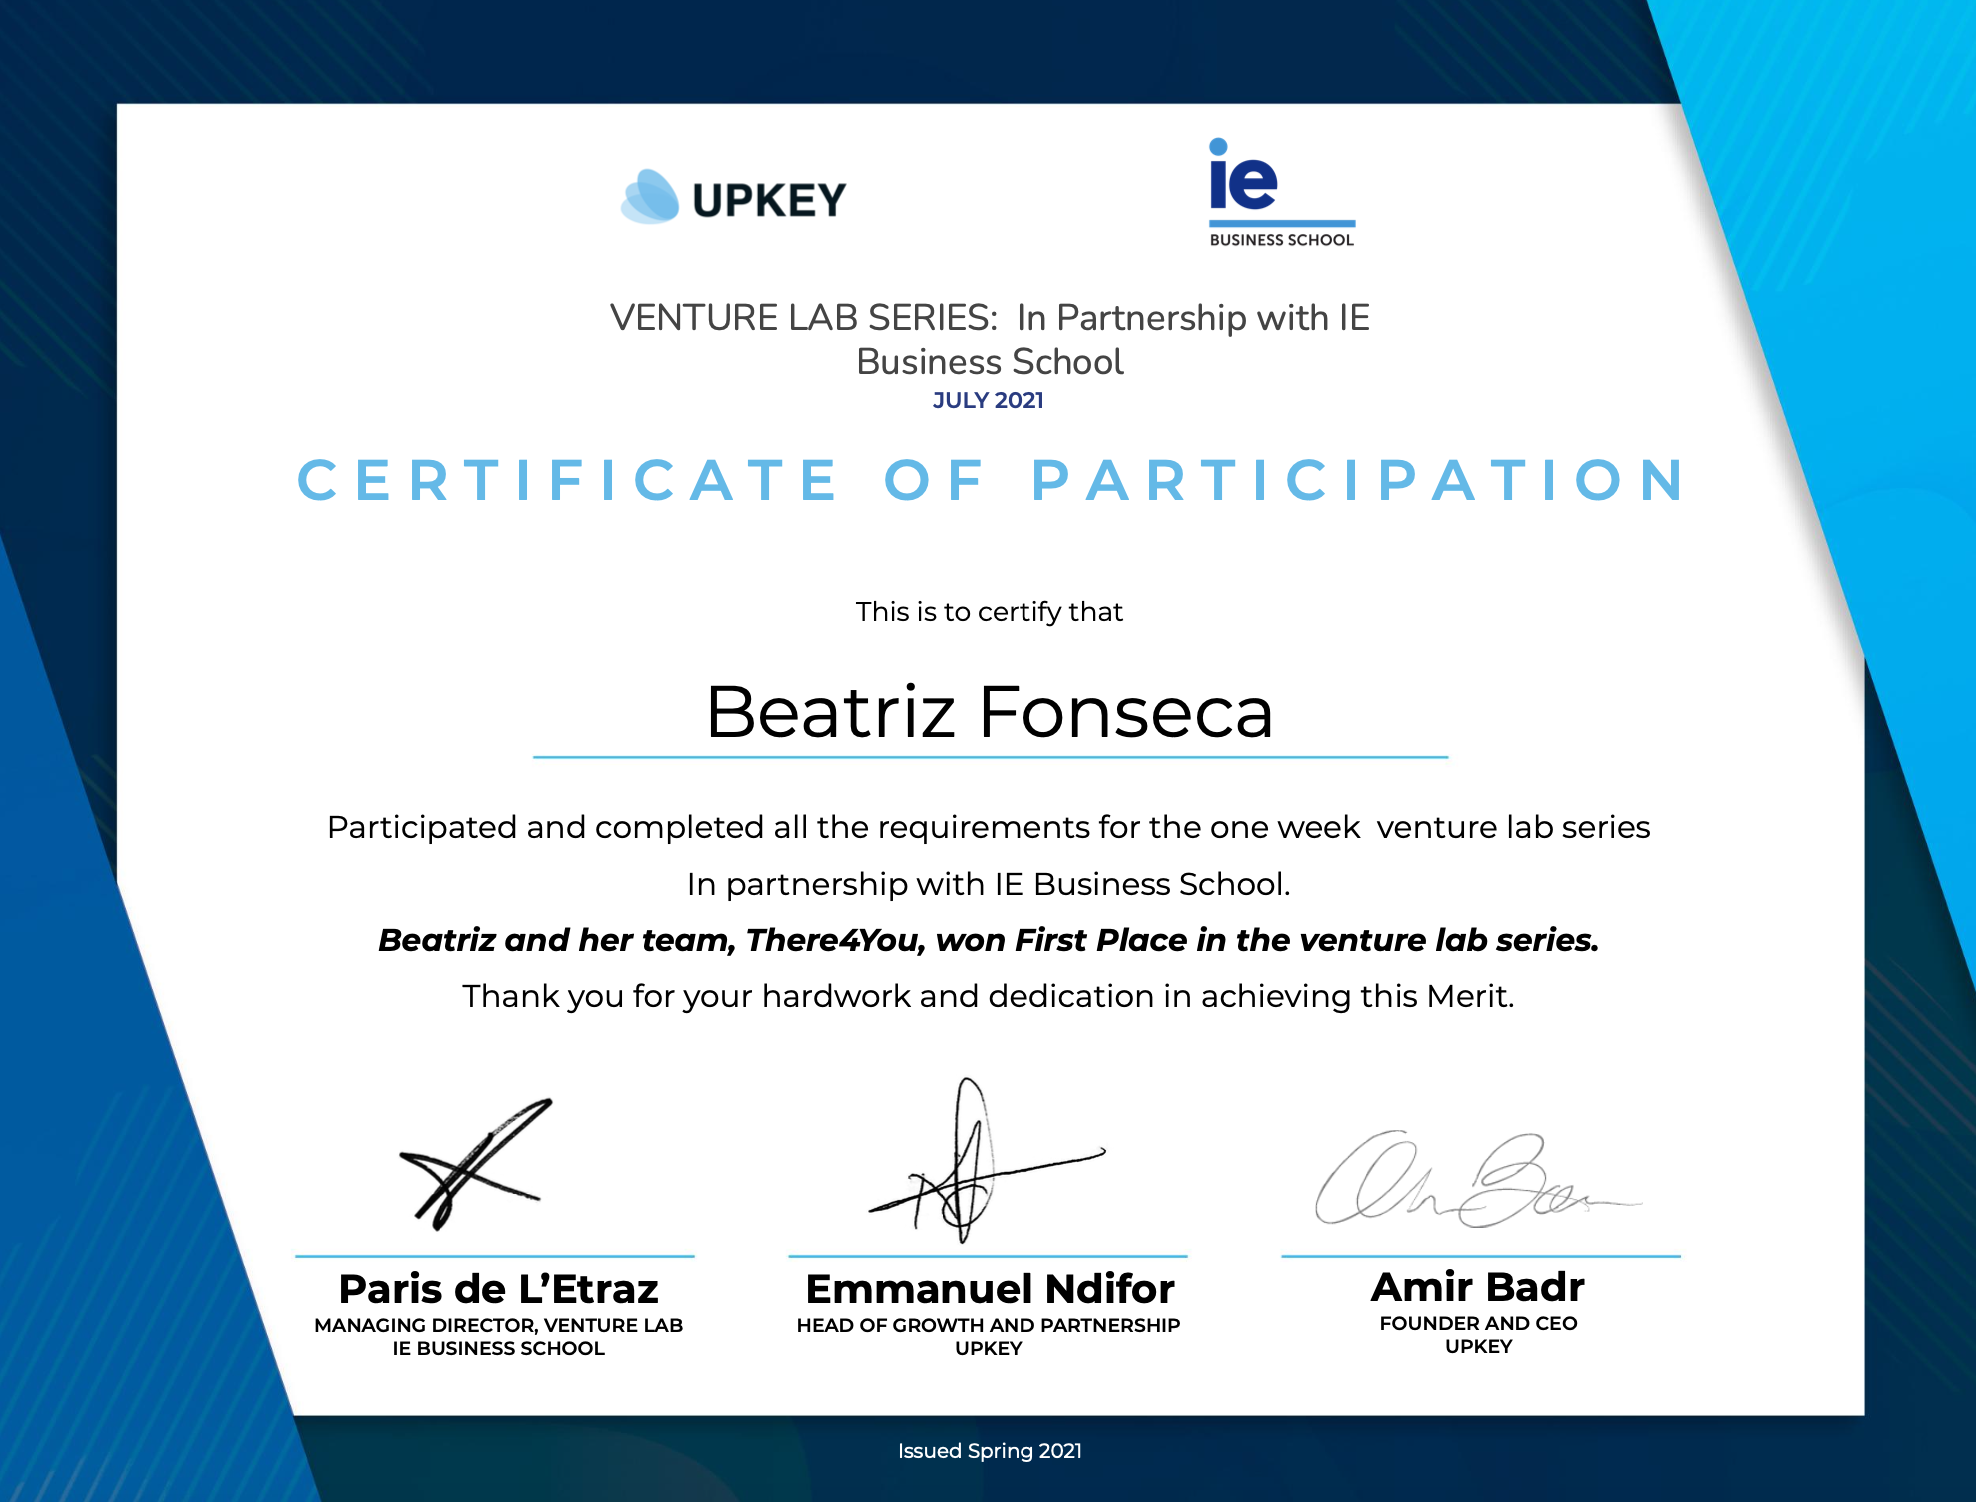 UPKEY
ie
BUSINESS SCHOOL
VENTURE LAB SERIES:  In Partnership with IE
Business School
JULY 2021
CERTIFICATE OF PARTICIPATION
This is to certify that
Beatriz Fonseca
Participated and completed all the requirements for the one week  venture lab series
In partnership with IE Business School.
Beatriz and her team, There4You, won First Place in the venture lab series.
Thank you for your hardwork and dedication in achieving this Merit.
Paris de L’Etraz
MANAGING DIRECTOR, VENTURE LAB
IE BUSINESS SCHOOL
Emmanuel Ndifor
HEAD OF GROWTH AND PARTNERSHIP
UPKEY
Amir Badr
FOUNDER AND CEO
UPKEY
Issued Spring 2021